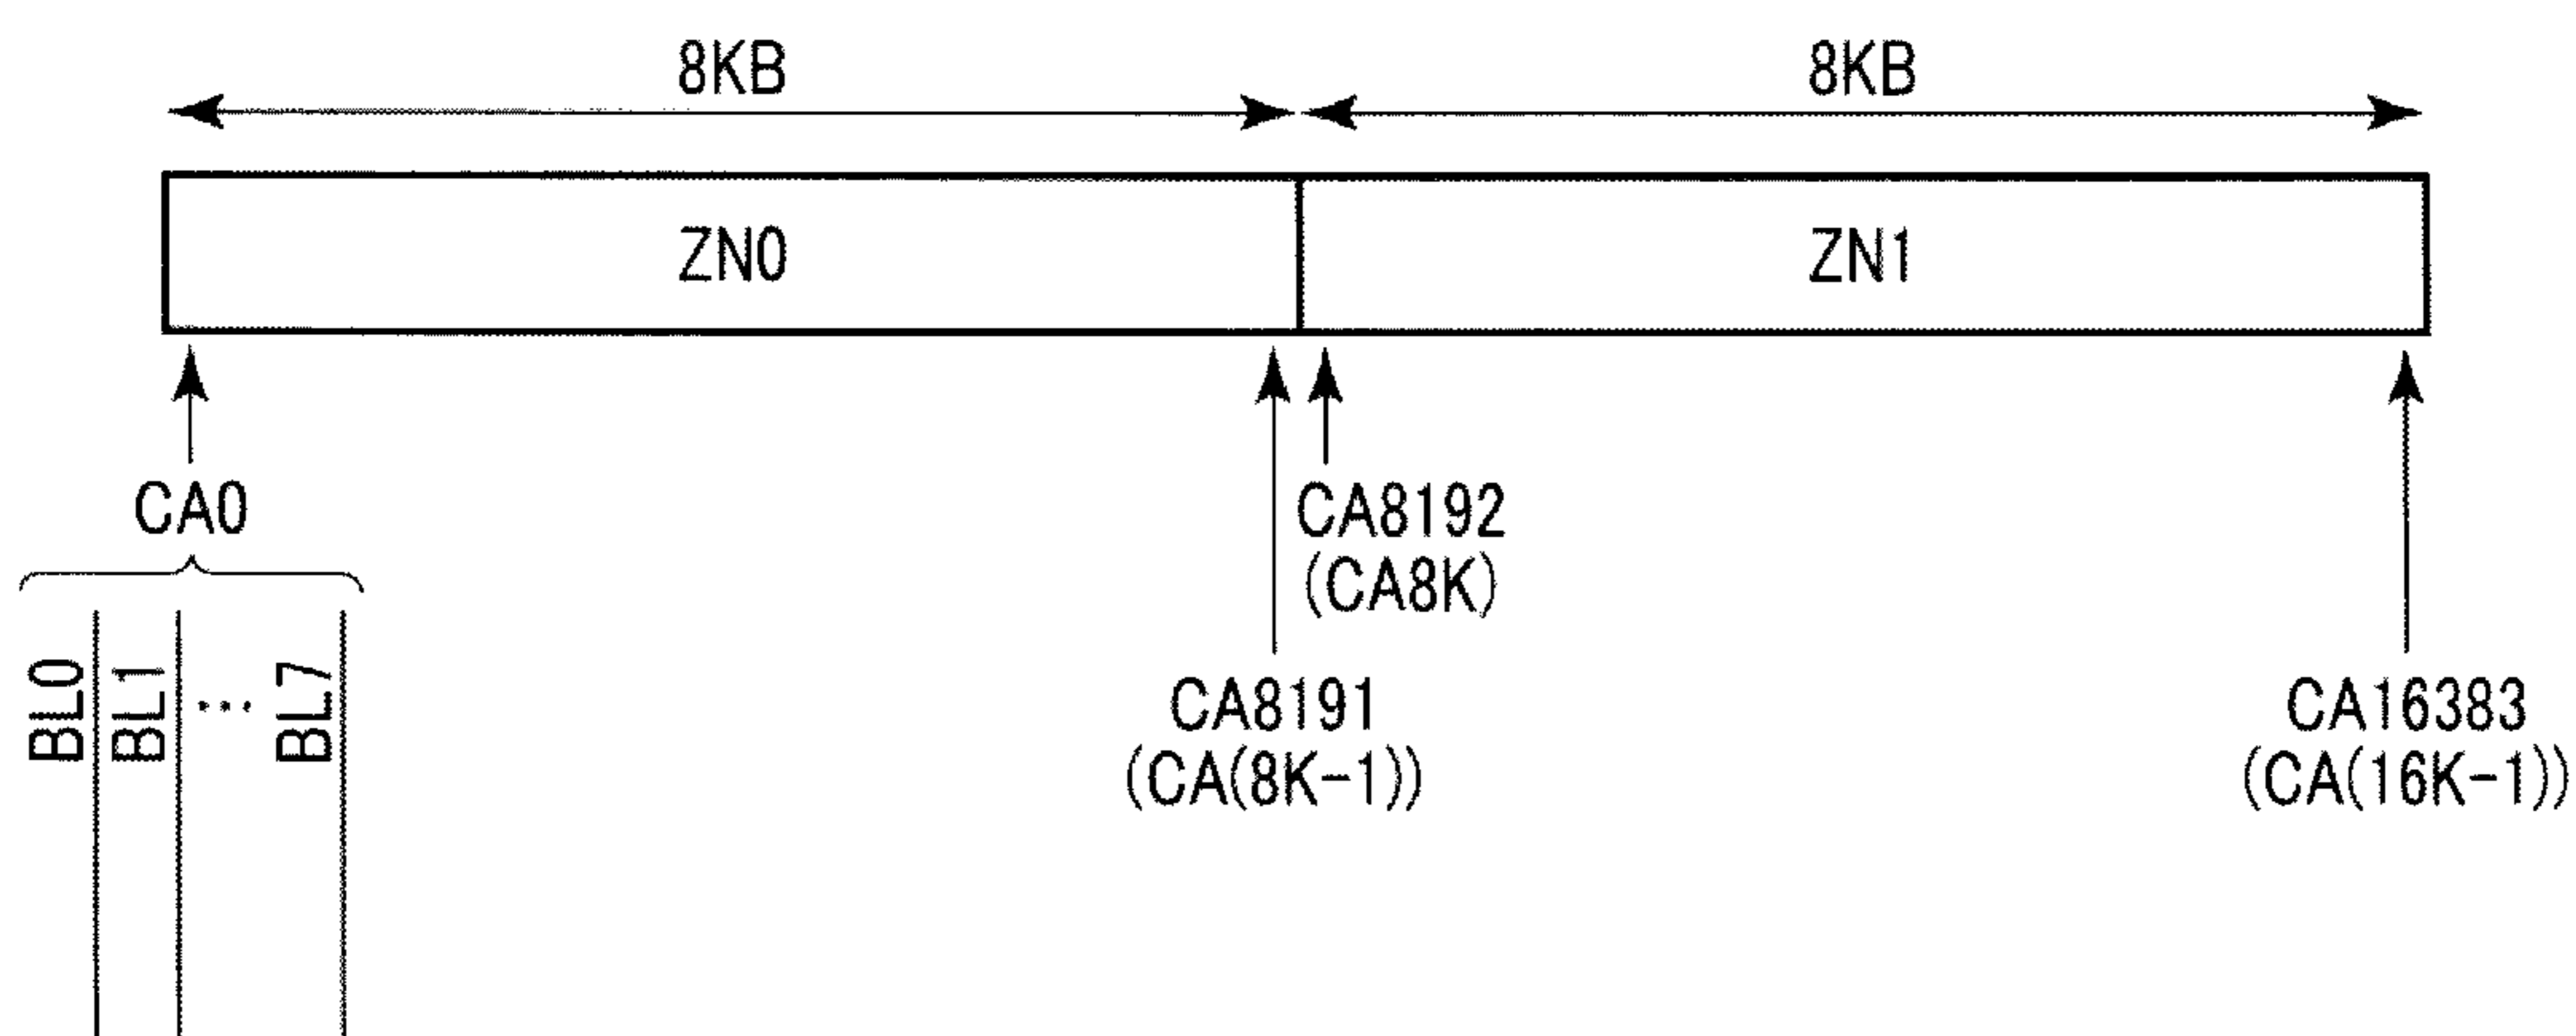 8KB 8KB
ZN0 ZN1
CA0
CA8192
(CA8K)
BL0 BL1 ... BL7
CA8191
(CA(8K-1))
CA16383
(CA(16K-1))